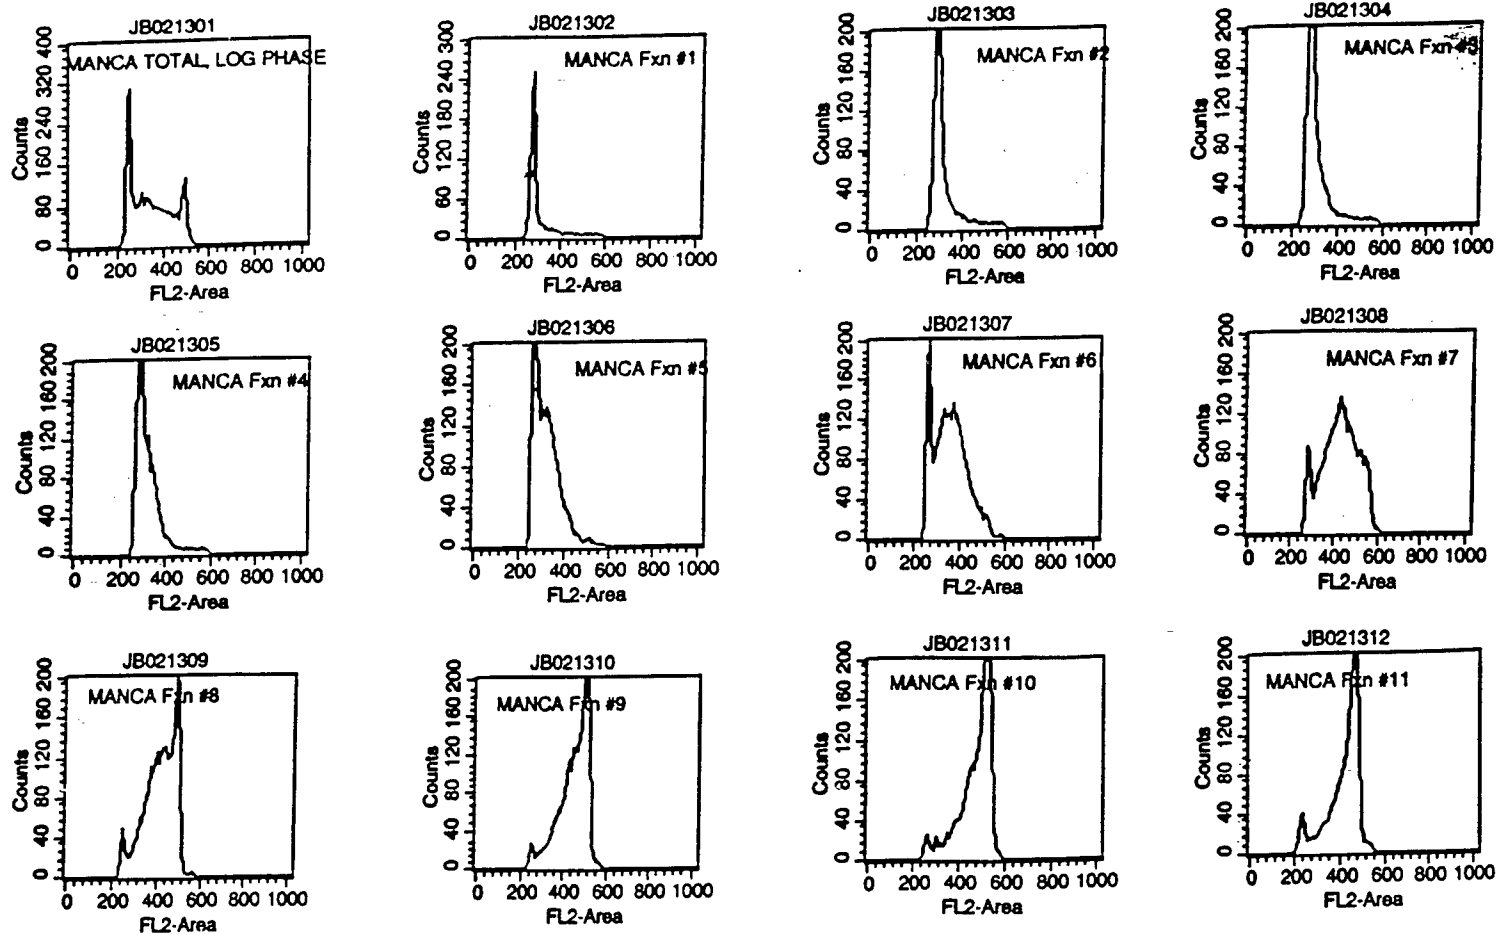 JB021301
MANCA TOTAL, LOG PHASE
Counts
0 80 160 240 320 400
0 200 400 600 800 1000
FL2-Area
JB021302
MANCA Fxn #1
Counts
0 60 120 180 240 300
0 200 400 600 800 1000
FL2-Area
JB021303
MANCA Fxn #2
Counts
0 40 80 120 160 200
0 200 400 600 800 1000
FL2-Area
JB021304
MANCA Fxn #3
Counts
0 40 80 120 160 200
0 200 400 600 800 1000
FL2-Area
JB021305
MANCA Fxn #4
Counts
0 40 80 120 160 200
0 200 400 600 800 1000
FL2-Area
JB021306
MANCA Fxn #5
Counts
0 40 80 120 160 200
0 200 400 600 800 1000
FL2-Area
JB021307
MANCA Fxn #6
Counts
0 40 80 120 160 200
0 200 400 600 800 1000
FL2-Area
JB021308
MANCA Fxn #7
Counts
0 40 80 120 160 200
0 200 400 600 800 1000
FL2-Area
JB021309
MANCA Fxn #8
Counts
0 40 80 120 160 200
0 200 400 600 800 1000
FL2-Area
JB021310
MANCA Fxn #9
Counts
0 40 80 120 160 200
0 200 400 600 800 1000
FL2-Area
JB021311
MANCA Fxn #10
Counts
0 40 80 120 160 200
0 200 400 600 800 1000
FL2-Area
JB021312
MANCA Fxn #11
Counts
0 40 80 120 160 200
0 200 400 600 800 1000
FL2-Area